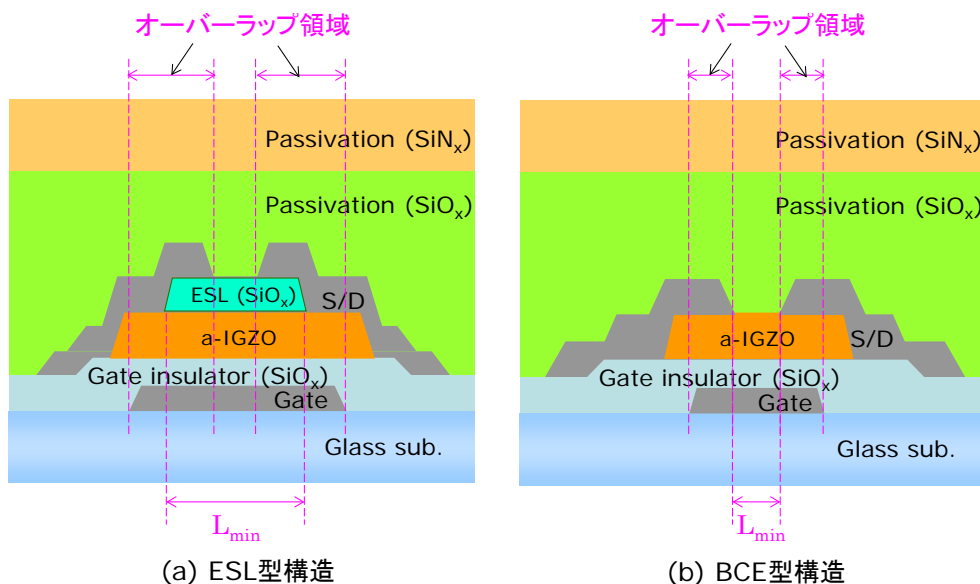 オーバーラップ領域
Passivation (SiNx)
Passivation (SiOx)
ESL (SiOx)
S/D
a-IGZO
Gate insulator (SiOx)
Gate
Glass sub.
Lmin
(a) ESL型構造
オーバーラップ領域
Passivation (SiNx)
Passivation (SiOx)
a-IGZO
S/D
Gate insulator (SiOx)
Gate
Glass sub.
Lmin
(b) BCE型構造